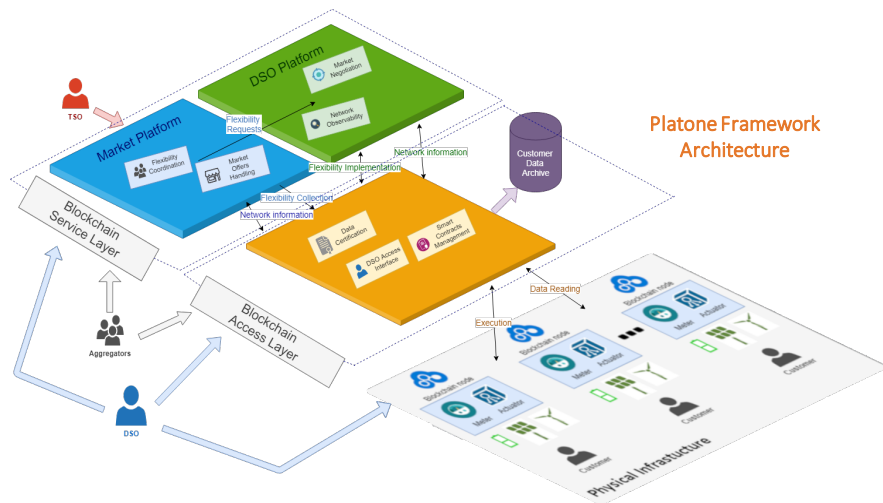 Platone Framework
Architecture
DSO Platform
Market
Negotiation
Network
Observability
TSO
Market Platform
Flexibility
Requests
Flexibility
Coordination
Market
Offers
Handling
Flexibility Implementation
Network information
Customer
Data
Archive
Flexibility Collection
Network information
Blockchain
Service Layer
Data
Certification
Smart
Contracts
Management
DSO Access
Interface
Blockchain
Access Layer
Data Reading
Execution
Aggregators
DSO
Blockchain node
Meter
Actuator
Customer
Blockchain node
Meter
Actuator
Customer
Blockchain node
Meter
Actuator
Customer
Physical Infrastucture